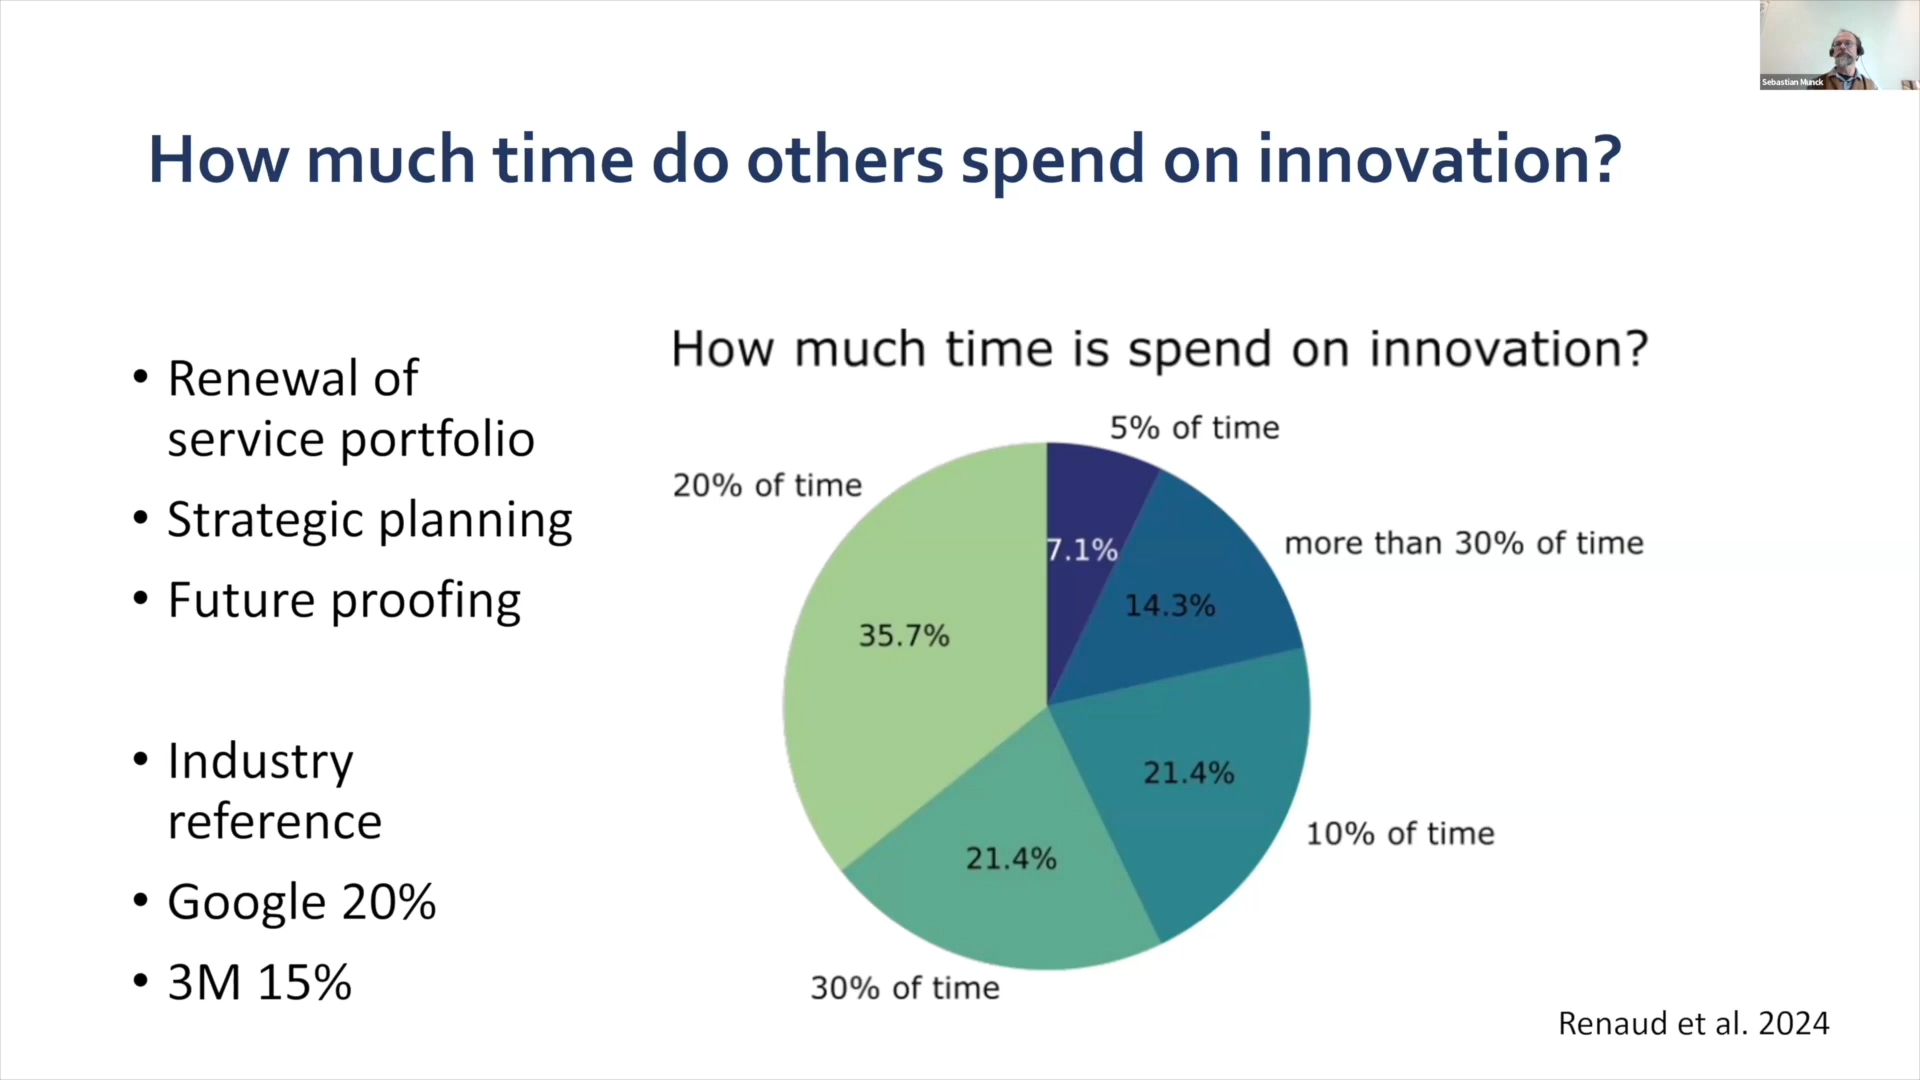 Sebastian Munck
How much time do others spend on innovation?
• Renewal of
service portfolio
• Strategic planning
• Future proofing
• Industry
reference
• Google 20%
• 3M 15%
How much time is spend on innovation?
5% of time
20% of time
more than 30% of time
7.1%
14.3%
35.7%
21.4%
10% of time
21.4%
30% of time
Renaud et al. 2024